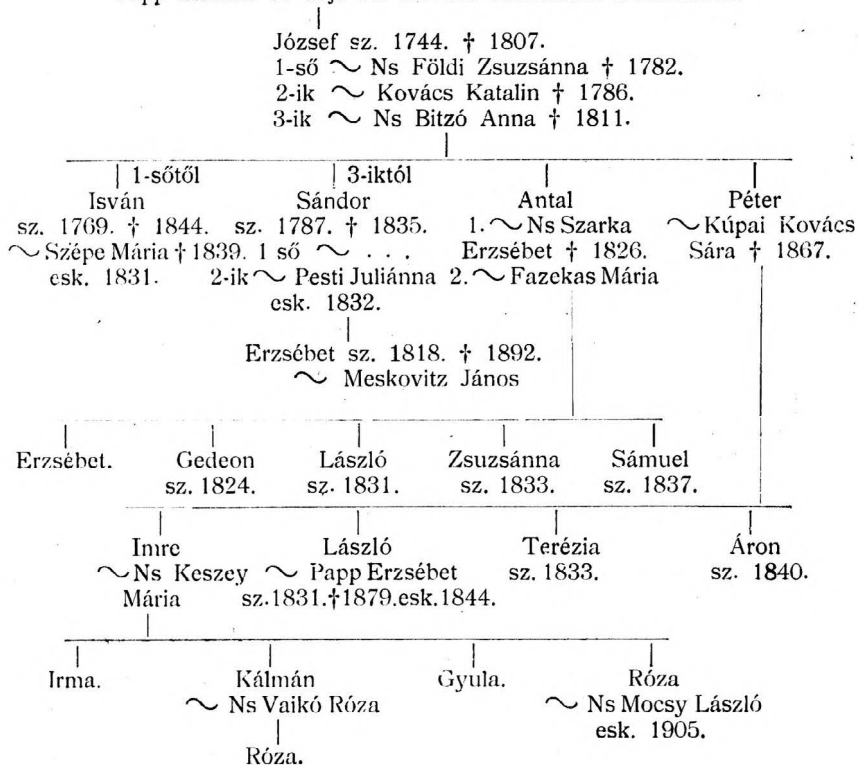 József sz. 1744. † 1807.
1-ső ~ Ns Földi Zsuzsánna † 1782.
2-ik ~ Kovács Katalin † 1786.
3-ik ~ Ns Bitzó Anna † 1811.
1-sőtől 3-iktól
Isván Sándor Antal Péter
sz. 1769. † 1844. sz. 1787. † 1835. 1. ~ Ns Szarka ~ Kúpai Kovács
~ Szépe Mária † 1839. 1 ső ~ . . . Erzsébet † 1826. Sára † 1867.
esk. 1831. 2-ik ~ Pesti Juliánna 2. ~ Fazekas Mária
esk. 1832.
Erzsébet sz. 1818. † 1892.
~ Meskovitz János
Erzsébet. Gedeon László Zsuzsánna Sámuel
sz. 1824. sz. 1831. sz. 1833. sz. 1837.
Imre László Terézia Áron
~ Ns Keszey ~ Papp Erzsébet sz. 1833. sz. 1840.
Mária sz. 1831. † 1879. esk. 1844.
Irma. Kálmán Gyula. Róza
~ Ns Vaikó Róza ~ Ns Mocsy László
esk. 1905.
Róza.